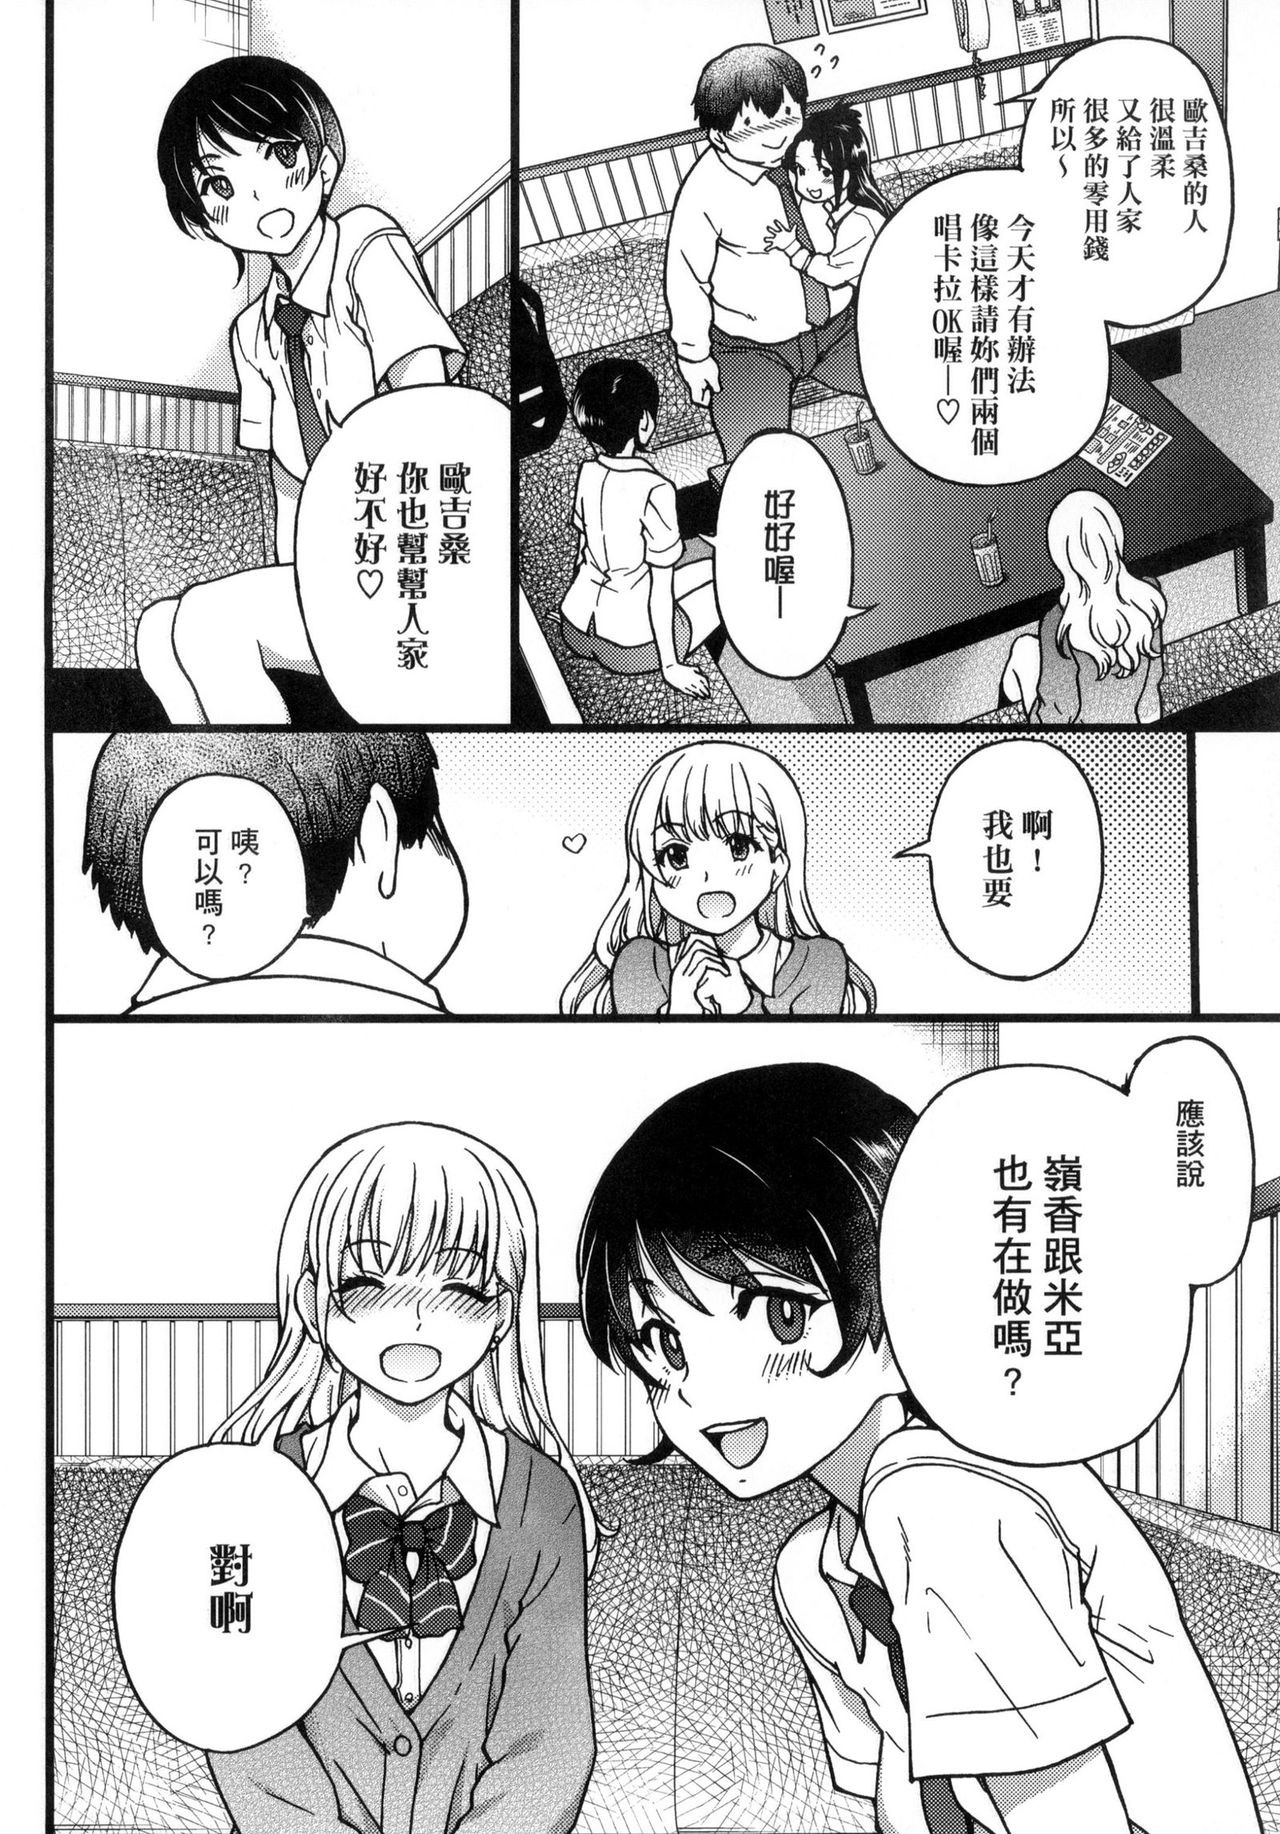 歐吉桑的人
很溫柔
又給了人家
很多的零用錢
所以～
今天才有辦法
像這樣請妳們兩個
唱卡拉OK喔—♡
好好喔—
歐吉桑
你也幫幫人家
好不好♡
啊！
我也要
咦？
可以嗎？
應該說
嶺香跟米亞
也有在做嗎？
對啊